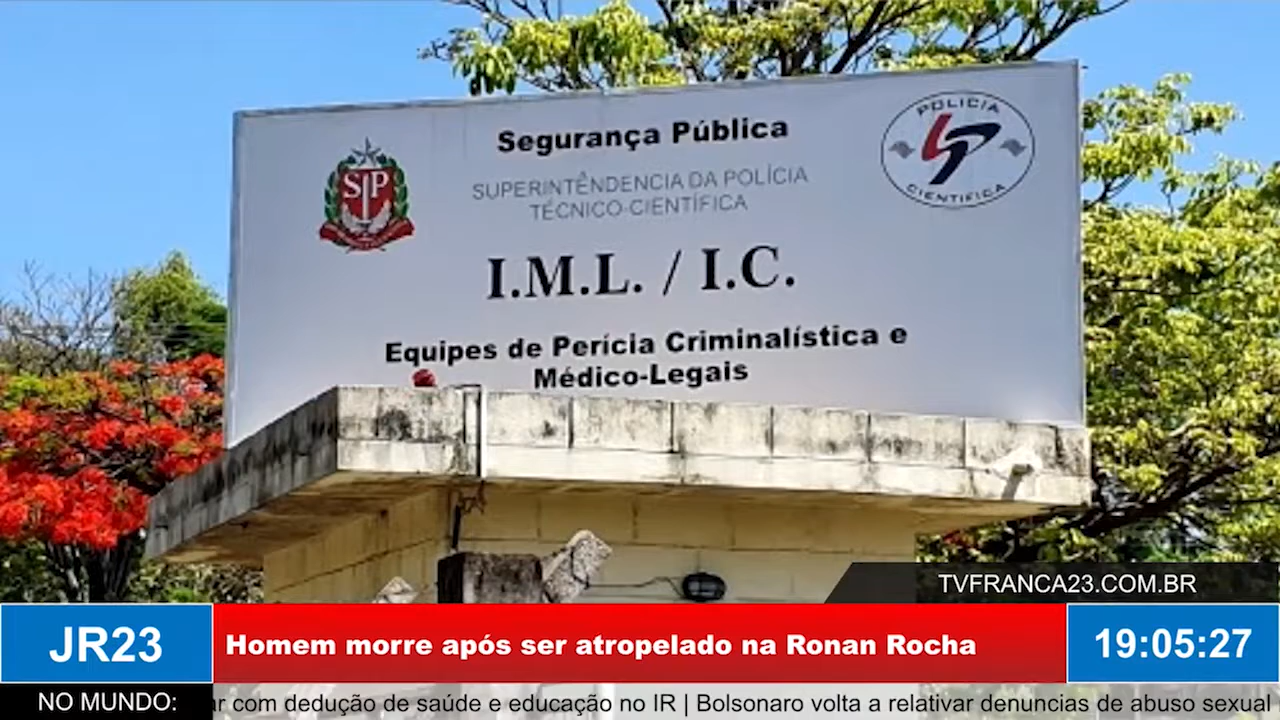 Segurança Pública
SUPERINTÊNDENCIA DA POLÍCIA
TÉCNICO-CIENTÍFICA
I.M.L. / I.C.
Equipes de Perícia Criminalística e
Médico-Legais
SP
POLICIA
CIENTIFICA
TVFRANCA23.COM.BR
JR23
Homem morre após ser atropelado na Ronan Rocha
19:05:27
NO MUNDO:
com dedução de saúde e educação no IR | Bolsonaro volta a relativar denuncias de abuso sexual